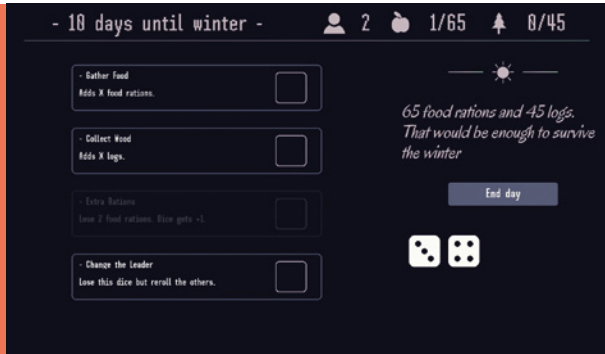 - 10 days until winter - 2 1/65 0/45
- Gather Food
Adds X food rations.
- Collect Wood
Adds X logs.
- Extra Rations
Lose 2 food rations. Dice gets +1.
- Change the Leader
Lose this dice but reroll the others.
65 food rations and 45 logs.
That would be enough to survive
the winter
End day